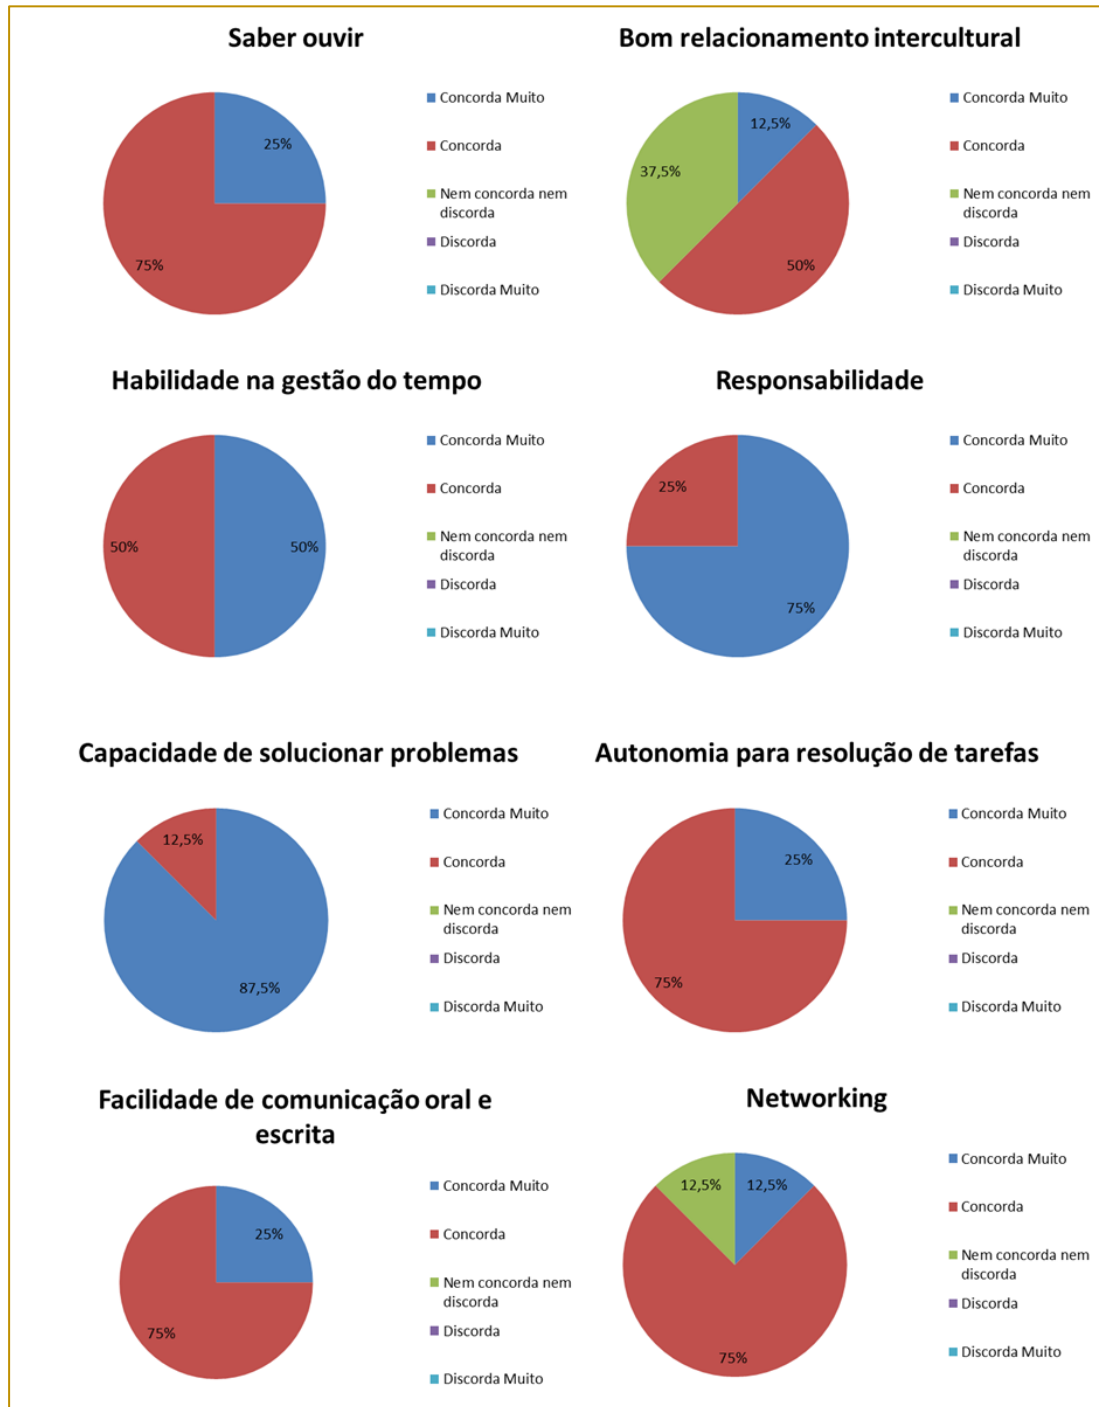 Saber ouvir
25%
75%
Concorda Muito
Concorda
Nem concorda nem
discorda
Discorda
Discorda Muito
Bom relacionamento intercultural
12,5%
37,5%
50%
Concorda Muito
Concorda
Nem concorda nem
discorda
Discorda
Discorda Muito
Habilidade na gestão do tempo
50%
50%
Concorda Muito
Concorda
Nem concorda nem
discorda
Discorda
Discorda Muito
Responsabilidade
25%
75%
Concorda Muito
Concorda
Nem concorda nem
discorda
Discorda
Discorda Muito
Capacidade de solucionar problemas
12,5%
87,5%
Concorda Muito
Concorda
Nem concorda nem
discorda
Discorda
Discorda Muito
Autonomia para resolução de tarefas
25%
75%
Concorda Muito
Concorda
Nem concorda nem
discorda
Discorda
Discorda Muito
Facilidade de comunicação oral e
escrita
25%
75%
Concorda Muito
Concorda
Nem concorda nem
discorda
Discorda
Discorda Muito
Networking
12,5%
12,5%
75%
Concorda Muito
Concorda
Nem concorda nem
discorda
Discorda
Discorda Muito